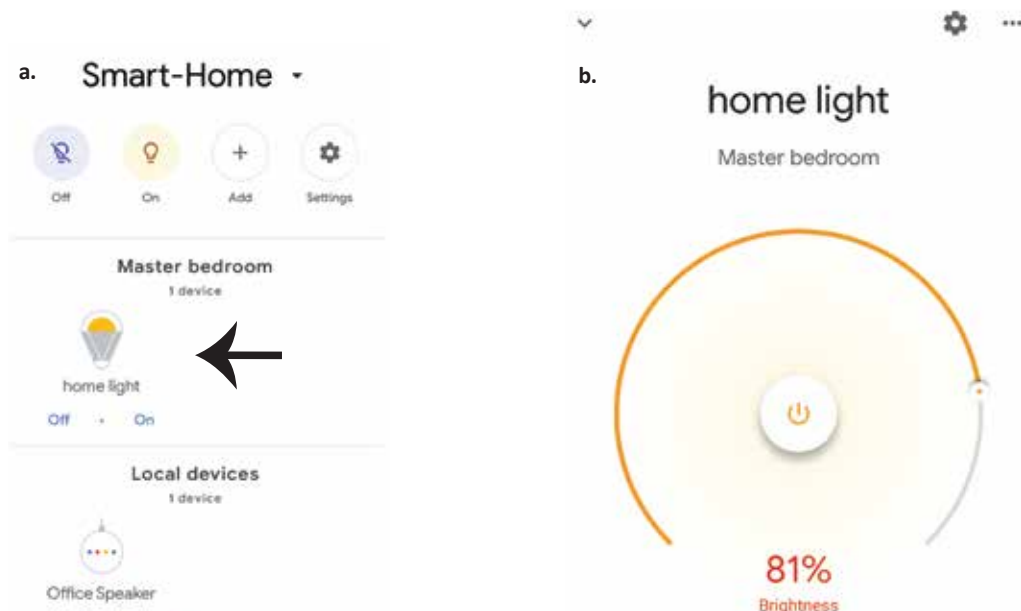 a.
Smart-Home
Off
On
Add
Settings
Master bedroom
1 device
home light
Off • On
Local devices
1 device
Office Speaker
b.
home light
Master bedroom
81%
Brightness